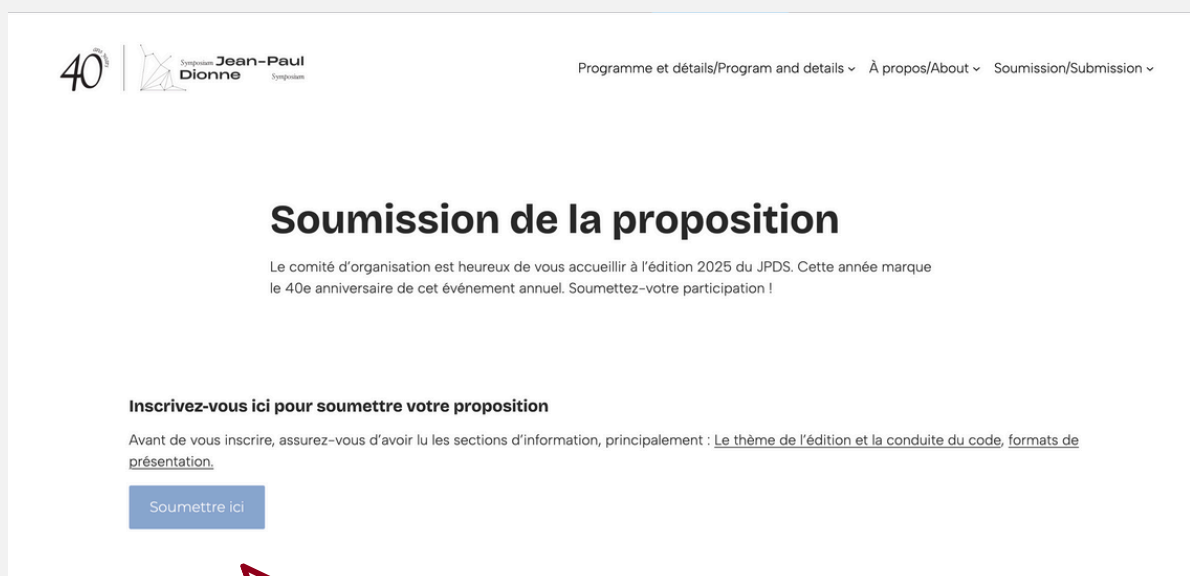 40
ans years
Symposium Jean-Paul
Dionne Symposium
Programme et détails/Program and details
À propos/About
Soumission/Submission
Soumission de la proposition
Le comité d'organisation est heureux de vous accueillir à l'édition 2025 du JPDS. Cette année marque
le 40e anniversaire de cet événement annuel. Soumettez-votre participation !
Inscrivez-vous ici pour soumettre votre proposition
Avant de vous inscrire, assurez-vous d'avoir lu les sections d'information, principalement : Le thème de l'édition et la conduite du code, formats de
présentation.
Soumettre ici